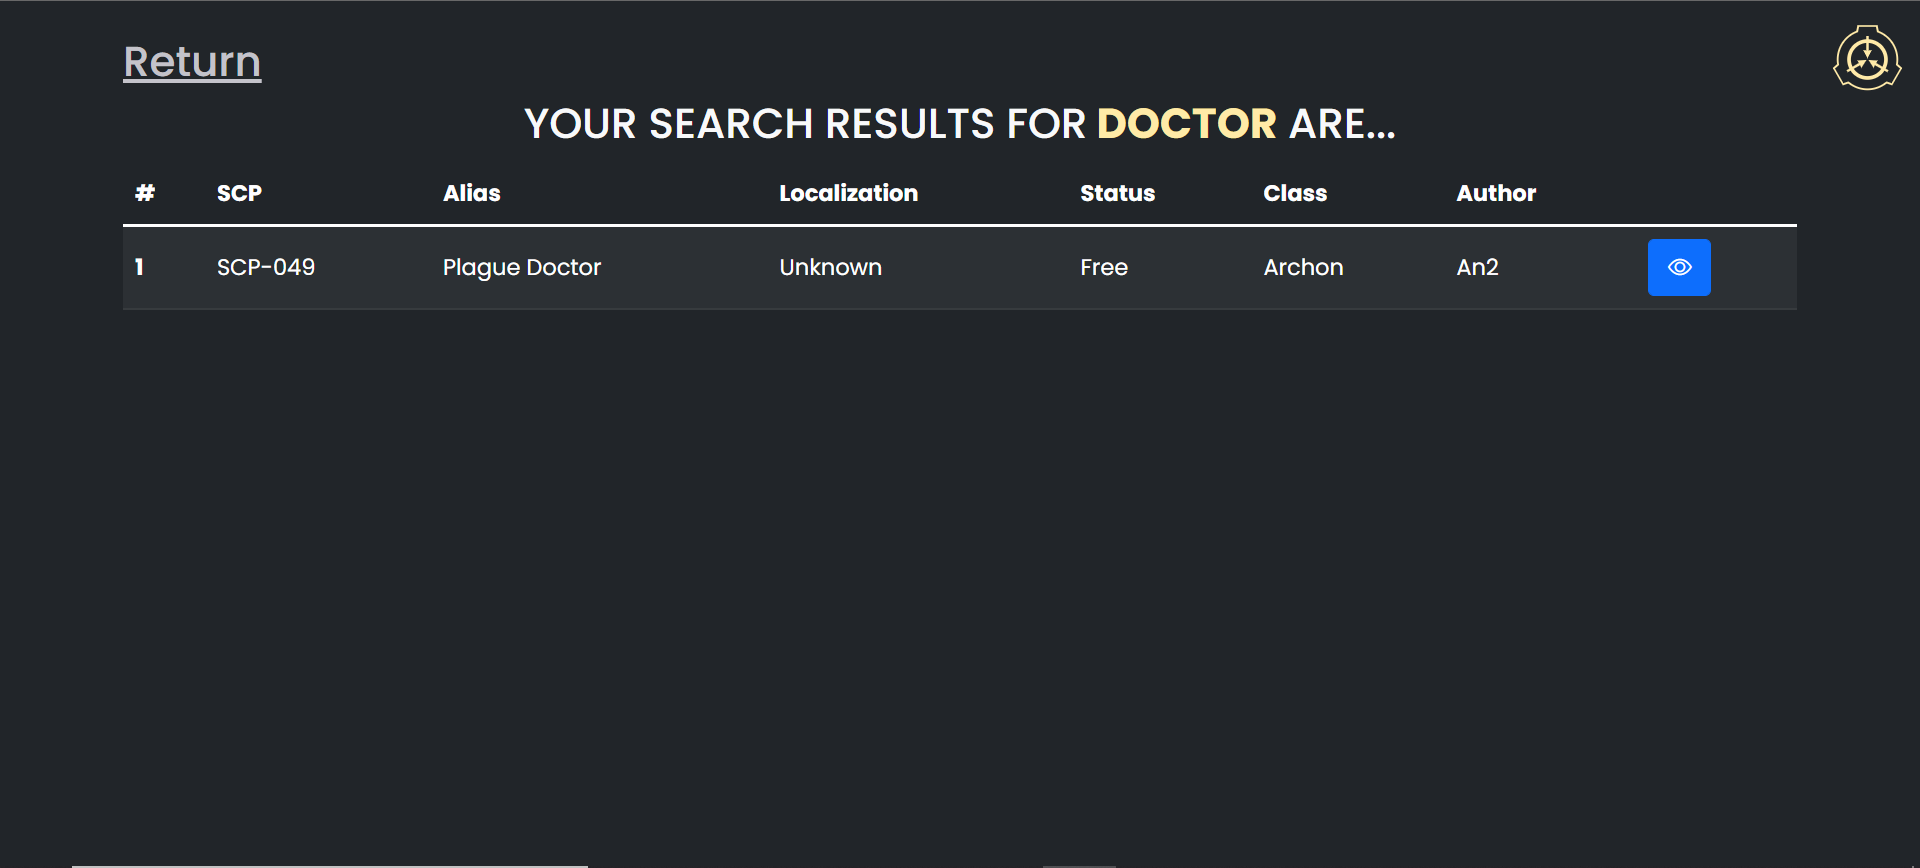 Return
YOUR SEARCH RESULTS FOR DOCTOR ARE...
# SCP Alias Localization Status Class Author
1 SCP-049 Plague Doctor Unknown Free Archon An2